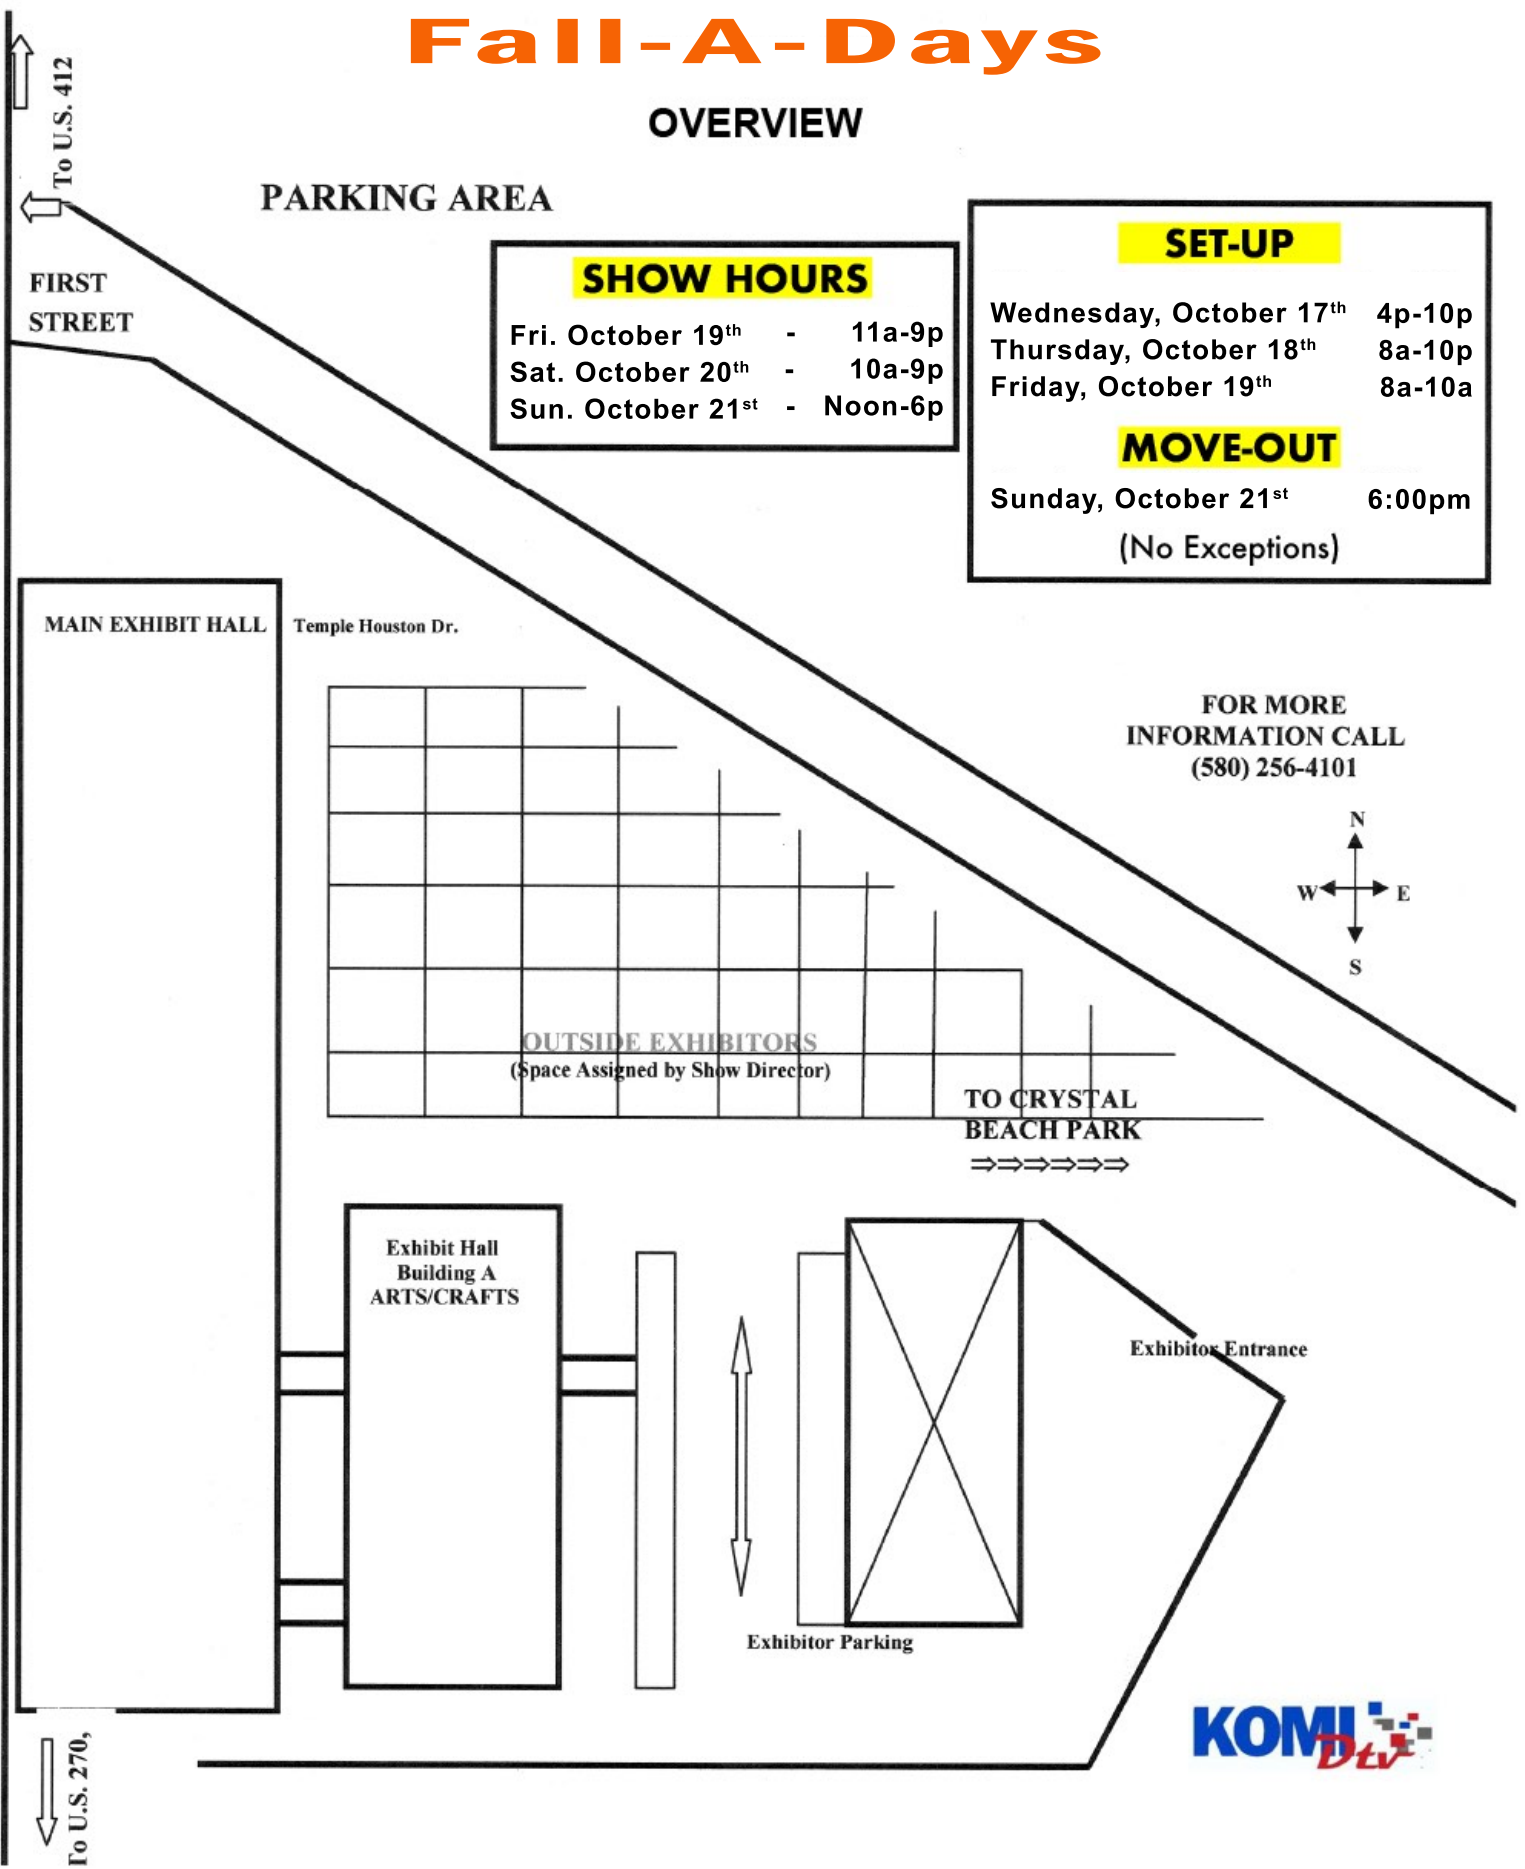 Fall-A-Days
OVERVIEW
To U.S. 412
PARKING AREA
FIRST
STREET
SHOW HOURS
Fri. October 19th - 11a-9p
Sat. October 20th - 10a-9p
Sun. October 21st - Noon-6p
SET-UP
Wednesday, October 17th 4p-10p
Thursday, October 18th 8a-10p
Friday, October 19th 8a-10a
MOVE-OUT
Sunday, October 21st 6:00pm
(No Exceptions)
MAIN EXHIBIT HALL
Temple Houston Dr.
FOR MORE
INFORMATION CALL
(580) 256-4101
N
W E
S
OUTSIDE EXHIBITORS
(Space Assigned by Show Director)
TO CRYSTAL
BEACH PARK
⇒⇒⇒⇒⇒⇒
Exhibit Hall
Building A
ARTS/CRAFTS
Exhibitor Entrance
Exhibitor Parking
To U.S. 270,
KOMI
Dtv